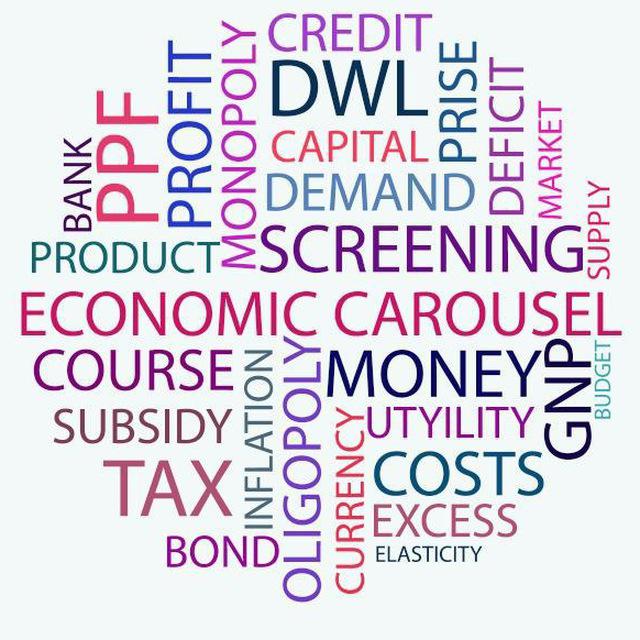 CREDIT
DWL
CAPITAL
DEMAND
MONOPOLY
PROFIT
PPF
BANK
PRISE
DEFICIT
MARKET
SUPPLY
PRODUCT
SCREENING
ECONOMIC CAROUSEL
COURSE
MONEY
GNP
BUDGET
SUBSIDY
INFLATION
OLIGOPOLY
UTYILITY
TAX
CURRENCY
COSTS
EXCESS
BOND
ELASTICITY